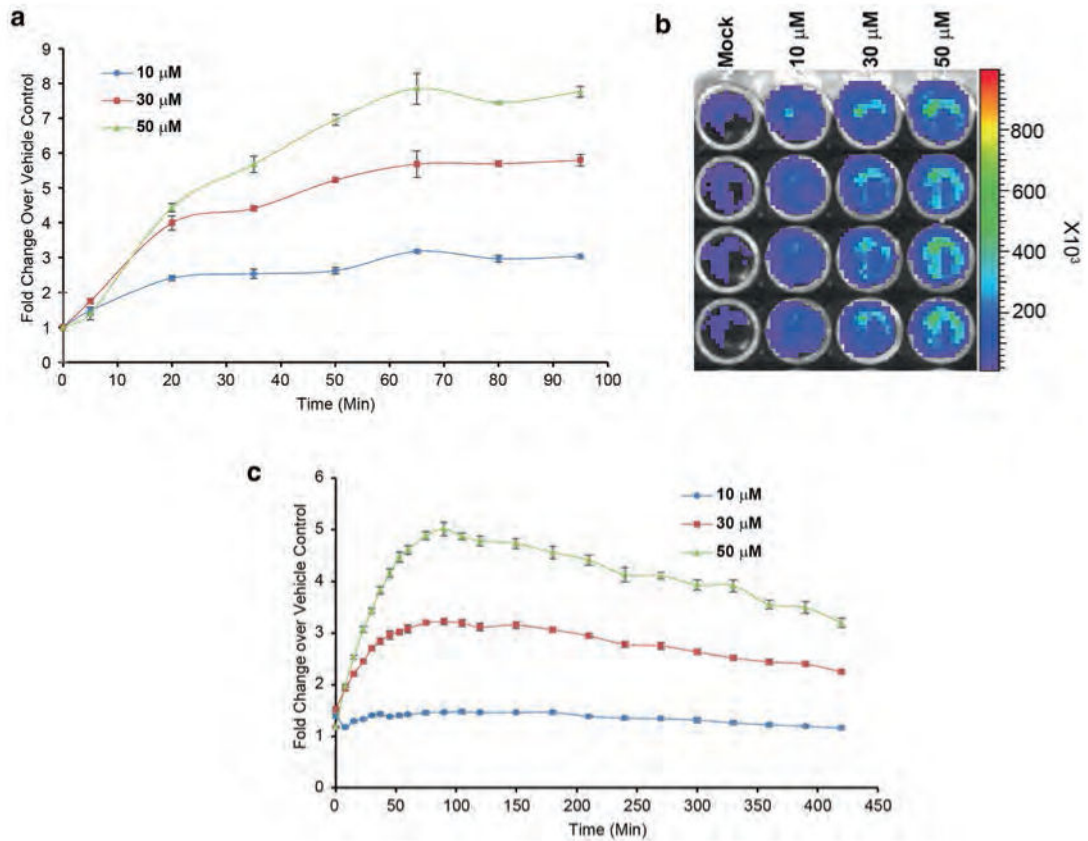 a
9
8
7
6
5
4
3
2
1
0
10 μM
30 μM
50 μM
Fold Change Over Vehicle Control
0 10 20 30 40 50 60 70 80 90 100
Time (Min)
b
Mock
10 μM
30 μM
50 μM
800
600
400
200
X10³
c
6
5
4
3
2
1
0
10 μM
30 μM
50 μM
Fold Change over Vehicle Control
0 50 100 150 200 250 300 350 400 450
Time (Min)